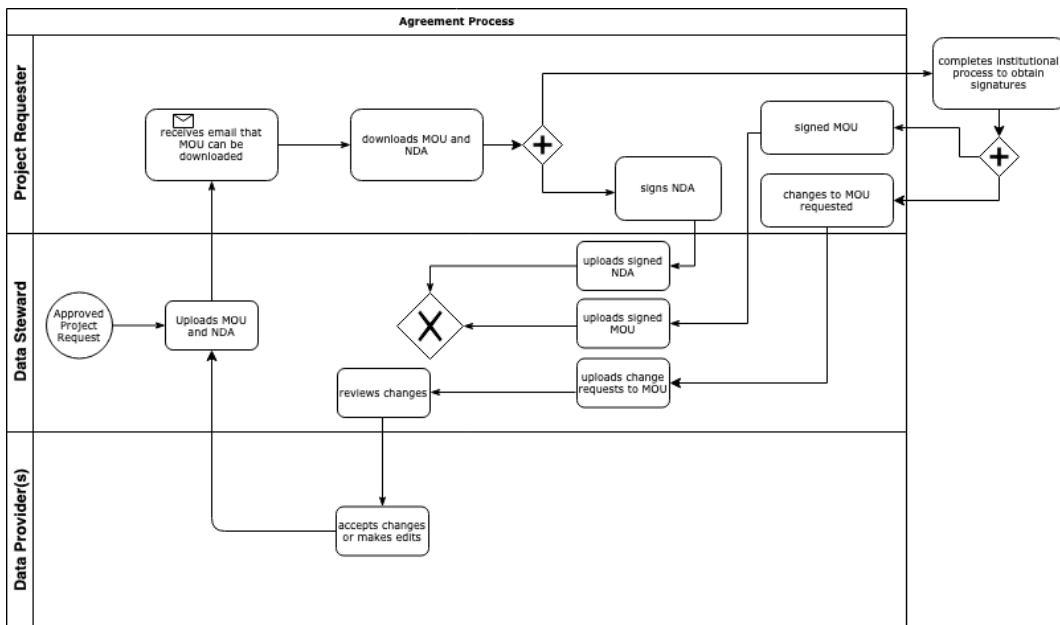 Agreement Process
Project Requester
completes institutional
process to obtain
signatures
receives email that
MOU can be
downloaded
downloads MOU and
NDA
signed MOU
signs NDA
changes to MOU
requested
Data Steward
uploads signed
NDA
Approved
Project
Request
Uploads MOU
and NDA
uploads signed
MOU
uploads change
requests to MOU
reviews changes
Data Provider(s)
accepts changes
or makes edits